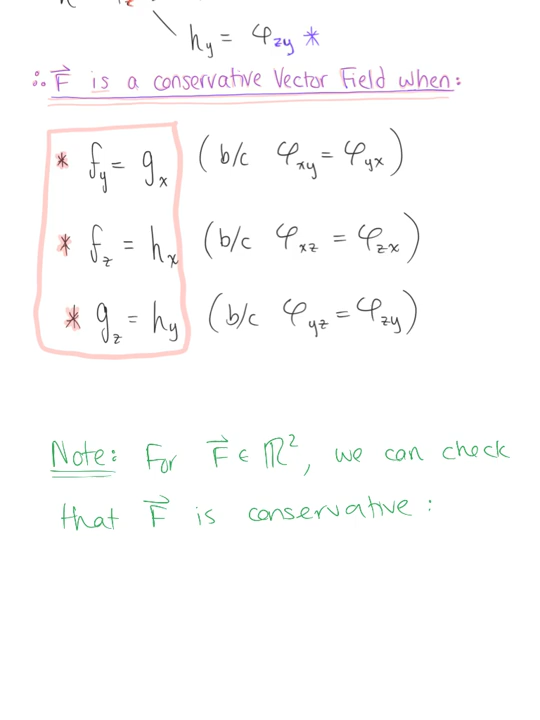 h_y = φ_zy *
∴ F⃗ is a conservative Vector Field when:
* f_y = g_x (b/c φ_xy = φ_yx)
* f_z = h_x (b/c φ_xz = φ_zx)
* g_z = h_y (b/c φ_yz = φ_zy)
Note: For F⃗ ∈ ℝ², we can check
that F⃗ is conservative: